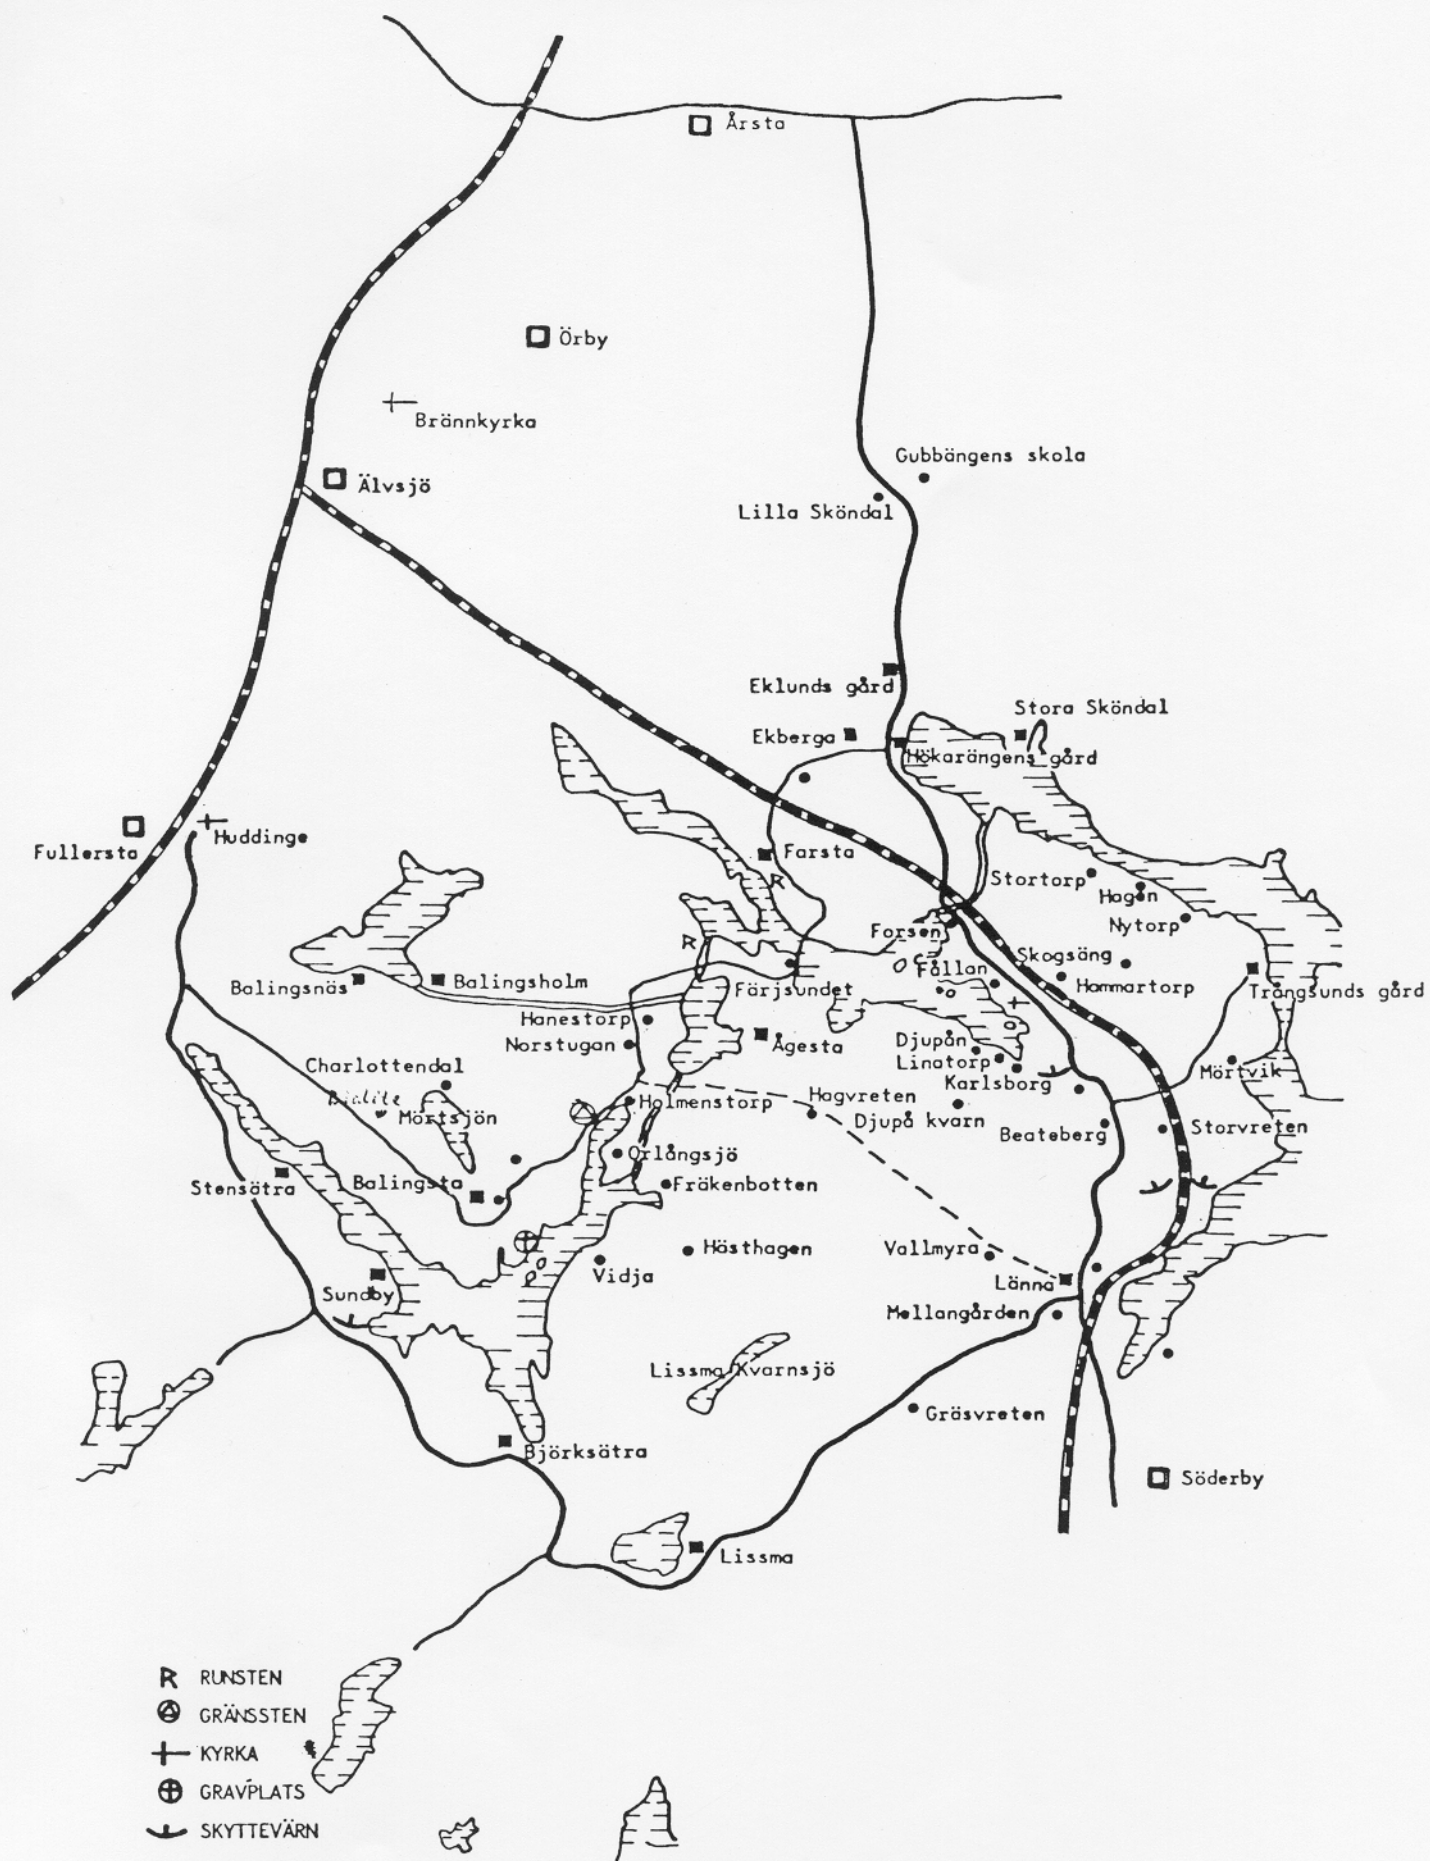 Årsta
Örby
Brännkyrka
Gubbängens skola
Älvsjö
Lilla Sköndal
Eklunds gård
Stora Sköndal
Ekberga
Hökarängens gård
Huddinge
Fullersta
Farsta
R
Stortorp
Hagen
Nytorp
Forsen
R
Skogsäng
Fållan
Hammartorp
Balingsnäs
Balingsholm
Färjsundet
Trångsunds gård
Hanestorp
Norstugan
Ågesta
Djupån
Linatorp
Charlottendal
Karlsborg
Mörtvik
Mörtsjön
Holmenstorp
Hagvreten
Djupå kvarn
Beateberg
Storvreten
Orlångsjö
Stensätra
Balingsta
Fräkenbotten
Hästhagen
Vallmyra
Vidja
Länna
Sundby
Mellangården
Lissma Kvarnsjö
Gräsvreten
Björksätra
Söderby
Lissma
R RUNSTEN
GRÄNSSTEN
KYRKA
GRAVPLATS
SKYTTEVÄRN